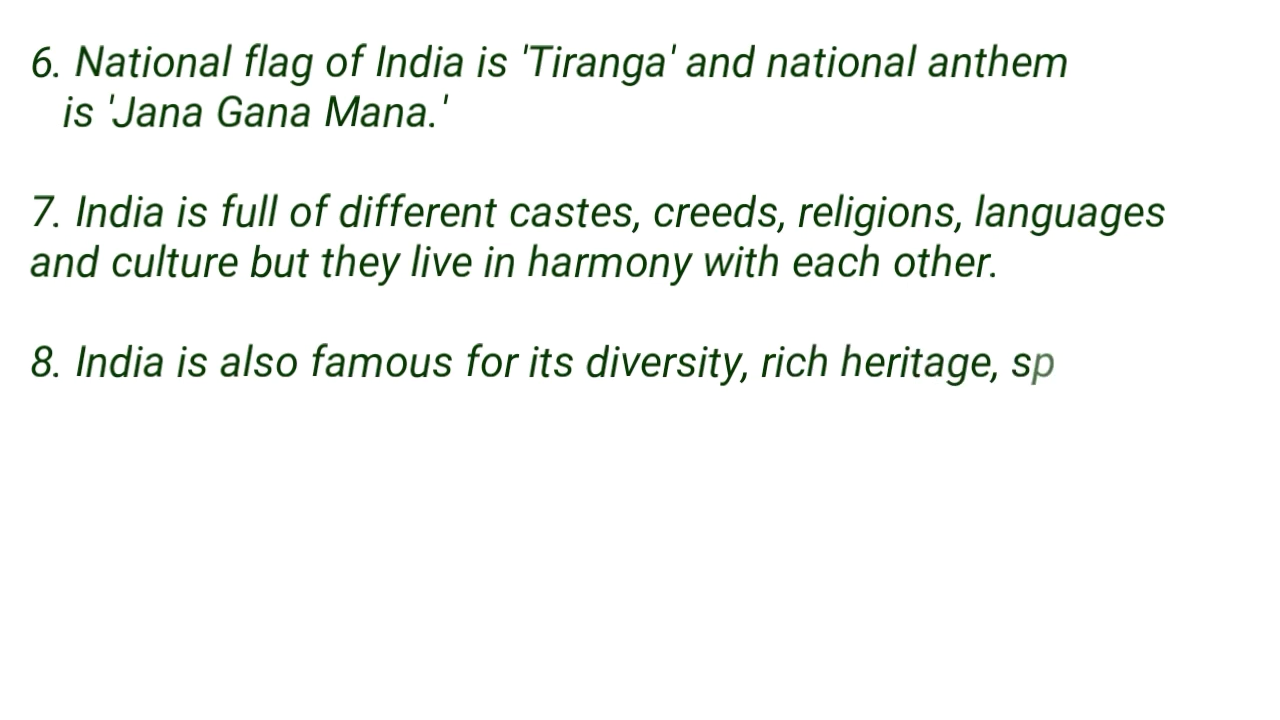 6. National flag of India is 'Tiranga' and national anthem
is 'Jana Gana Mana.'
7. India is full of different castes, creeds, religions, languages
and culture but they live in harmony with each other.
8. India is also famous for its diversity, rich heritage, sp